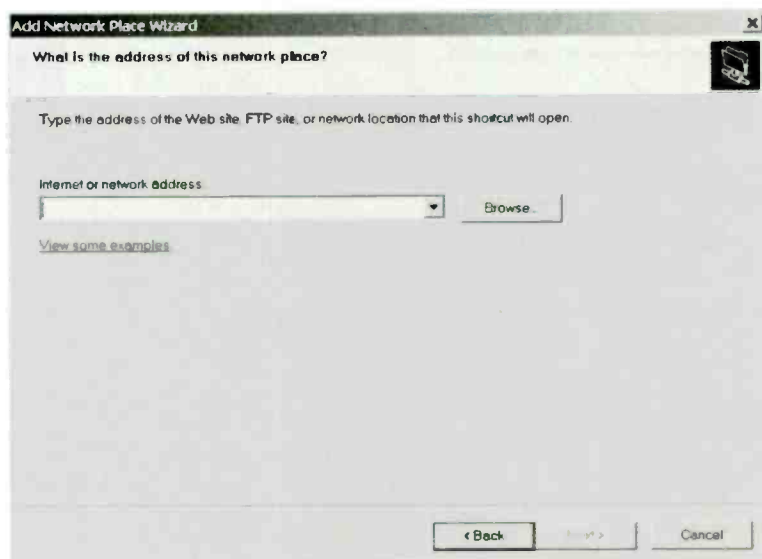 Add Network Place Wizard
What is the address of this network place?
Type the address of the Web site, FTP site, or network location that this shortcut will open.
Internet or network address:
Browse...
View some examples
< Back
Next >
Cancel